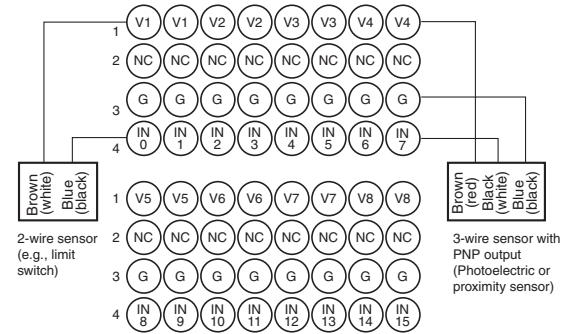 1 V1 V1 V2 V2 V3 V3 V4 V4
2 NC NC NC NC NC NC NC NC
3 G G G G G G G G
4 IN 0 IN 1 IN 2 IN 3 IN 4 IN 5 IN 6 IN 7
Brown (white)
Blue (black)
2-wire sensor
(e.g., limit
switch)
Brown (red)
Black (white)
Blue (black)
3-wire sensor with
PNP output
(Photoelectric or
proximity sensor)
1 V5 V5 V6 V6 V7 V7 V8 V8
2 NC NC NC NC NC NC NC NC
3 G G G G G G G G
4 IN 8 IN 9 IN 10 IN 11 IN 12 IN 13 IN 14 IN 15